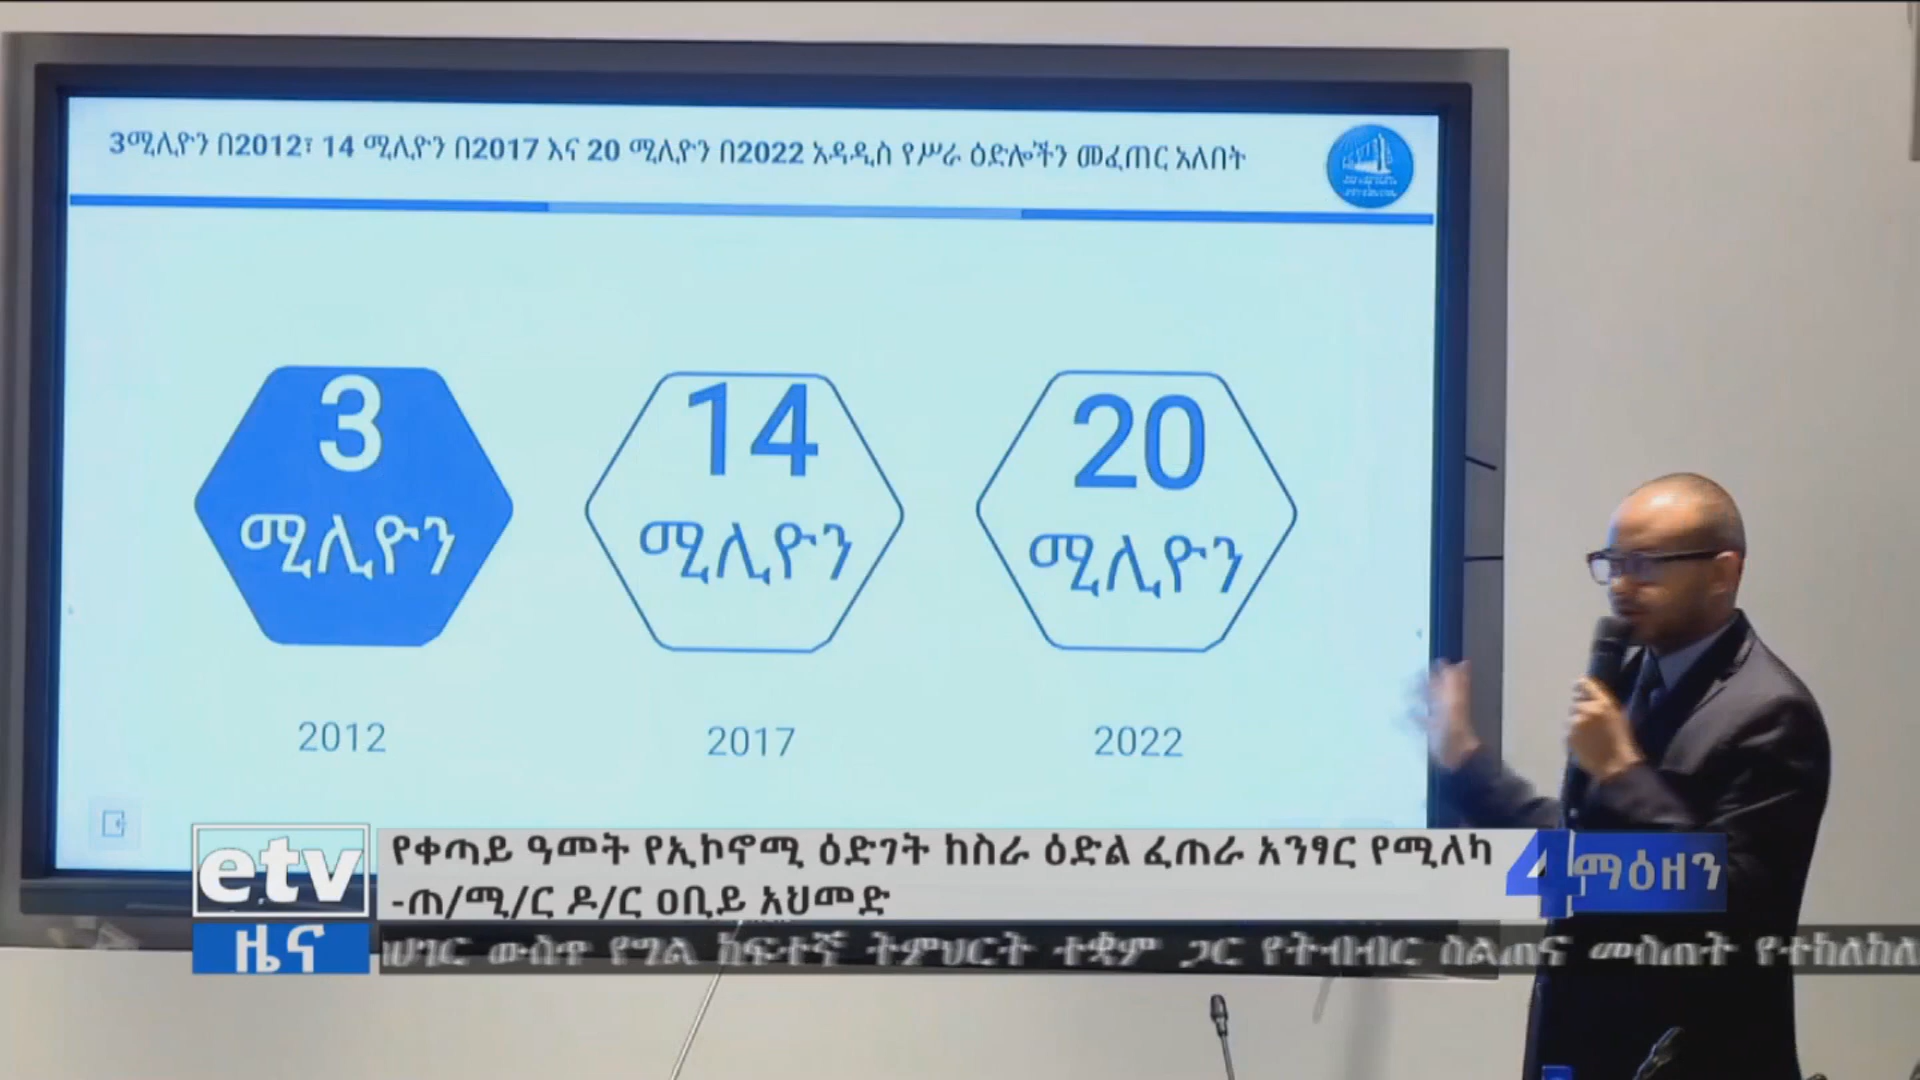 3ሚሊዮን በ2012፣ 14 ሚሊዮን በ2017 እና 20 ሚሊዮን በ2022 አዳዲስ የሥራ ዕድሎችን መፈጠር አለበት
3
ሚሊዮን
14
ሚሊዮን
20
ሚሊዮን
2012
2017
2022
etv
ዜና
የቀጣይ ዓመት የኢኮኖሚ ዕድገት ከስራ ዕድል ፈጠራ አንፃር የሚለካ
-ጠ/ሚ/ር ዶ/ር ዐቢይ አህመድ
4ማዕዘን
ሀገር ውስጥ የግል ከፍተኛ ትምህርት ተቋም ጋር የትብብር ስልጠና መስጠት የተከለከለ